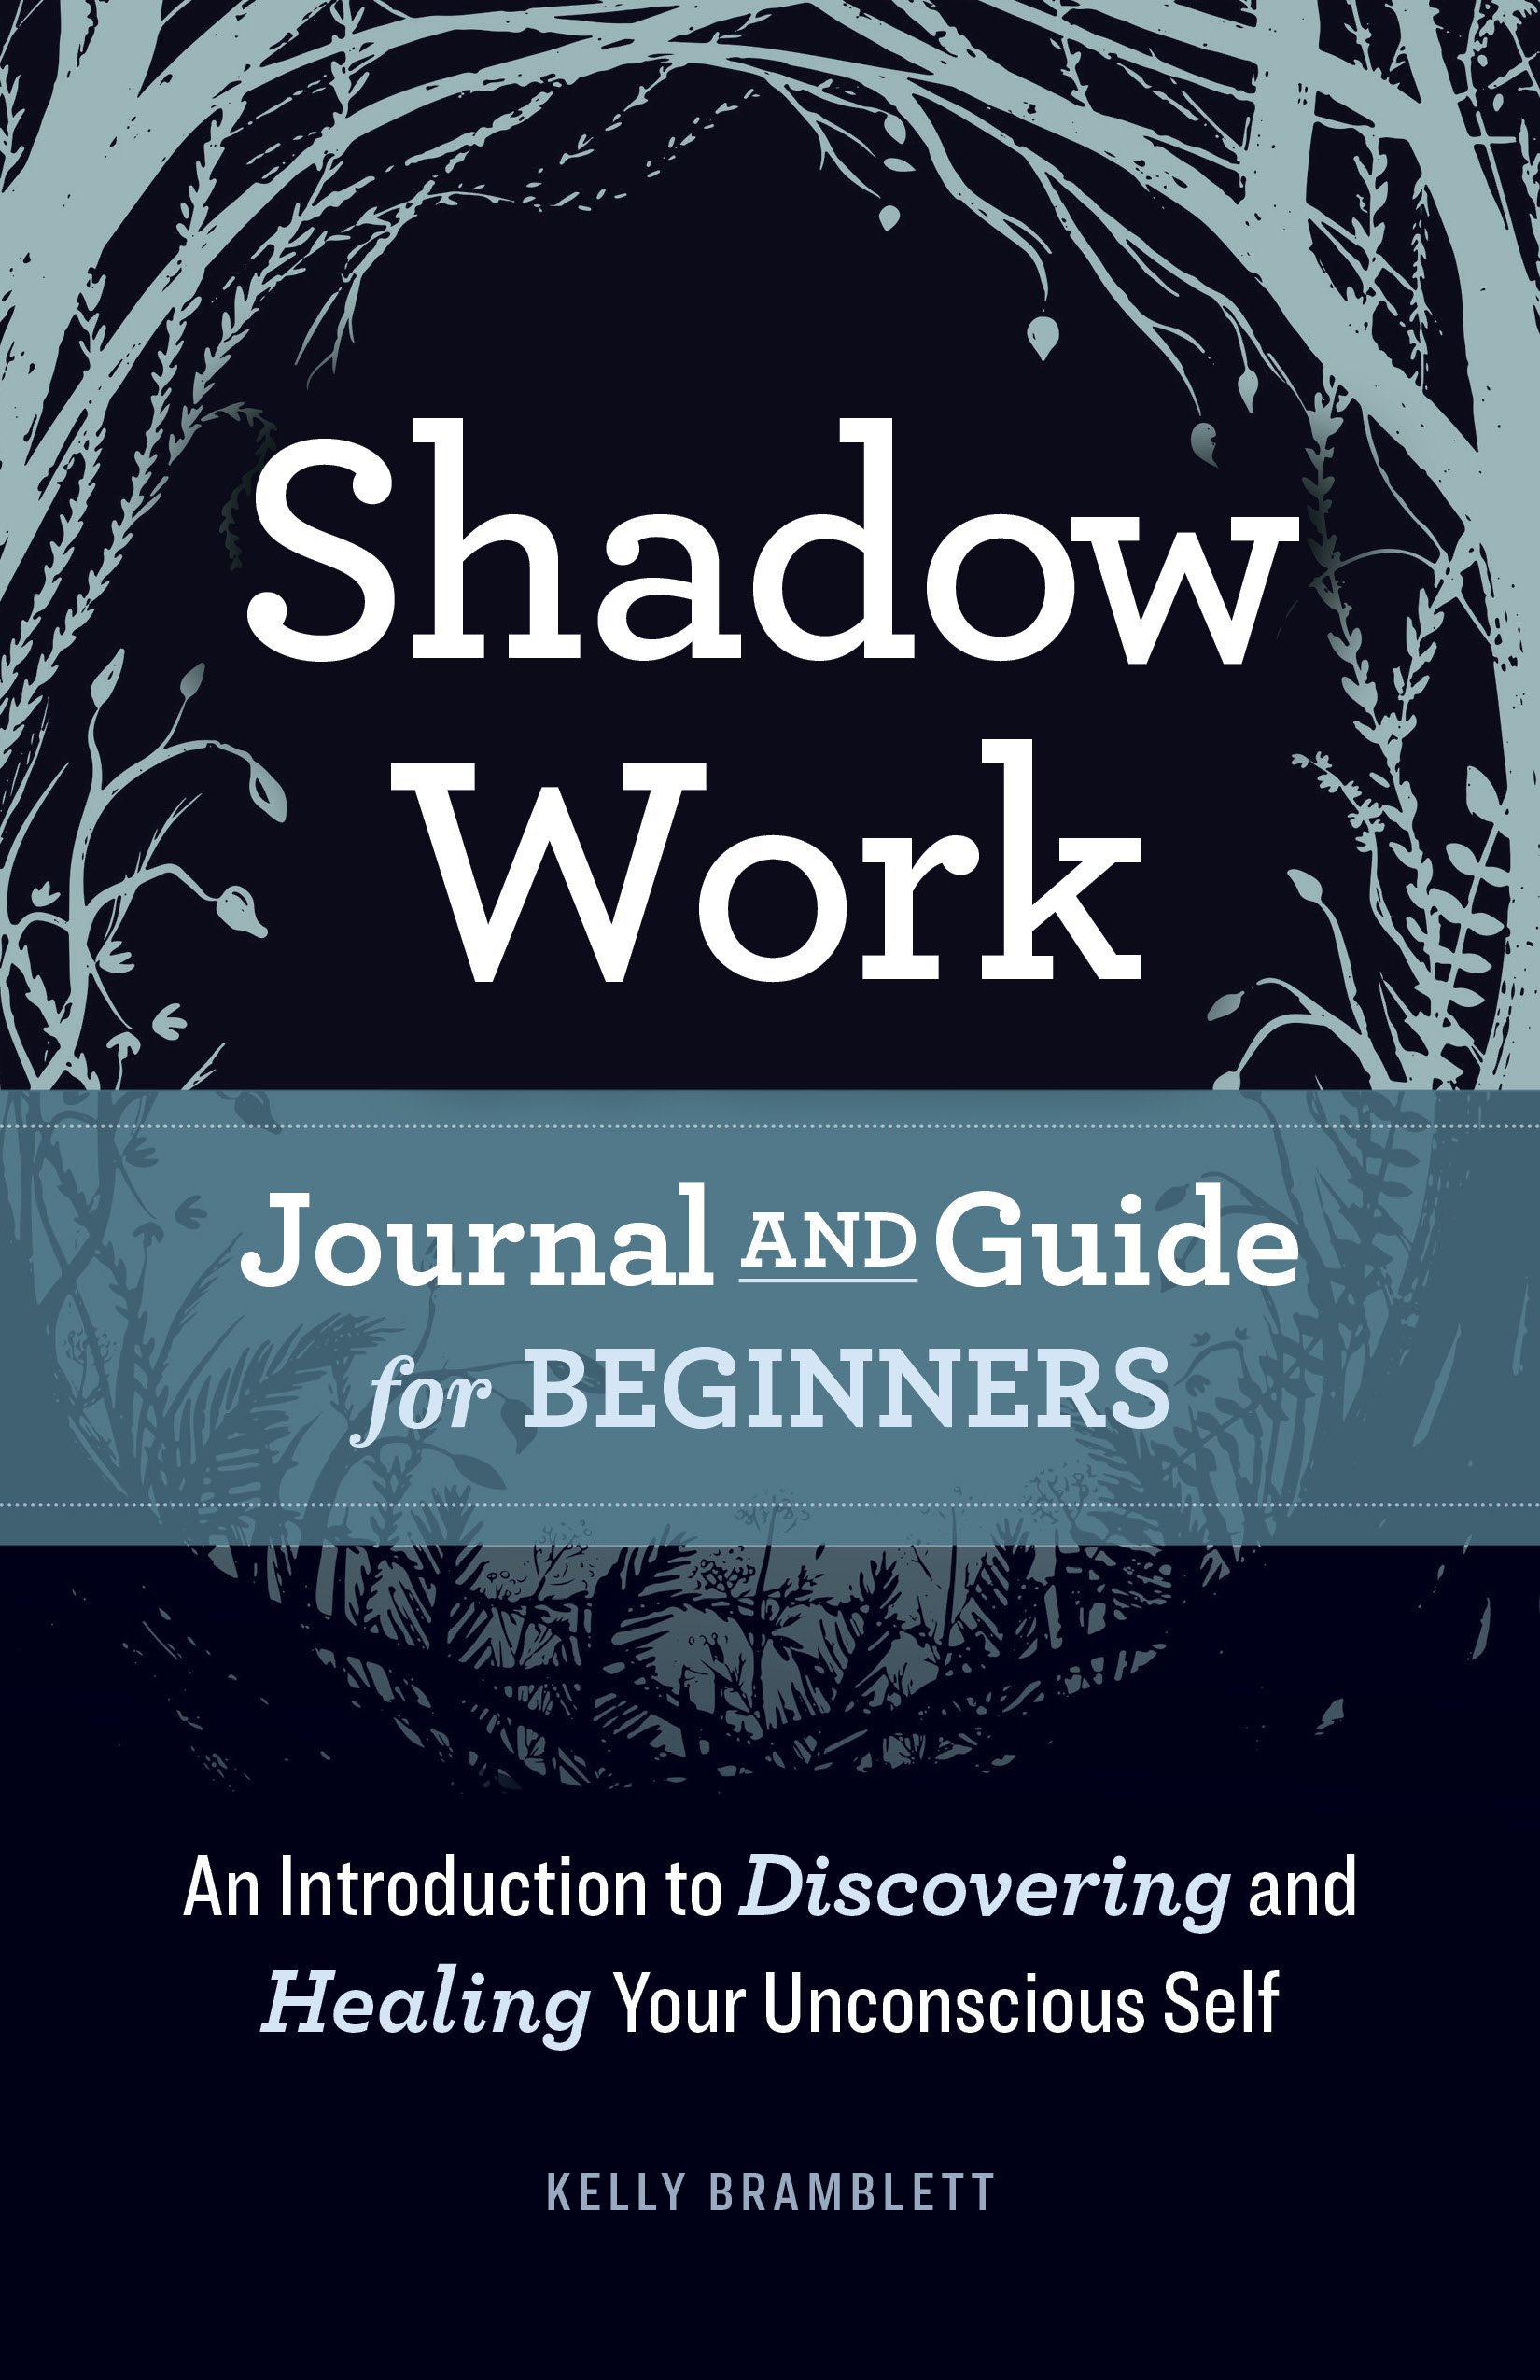 Shadow
Work
Journal AND Guide
for BEGINNERS
An Introduction to Discovering and
Healing Your Unconscious Self
KELLY BRAMBLETT